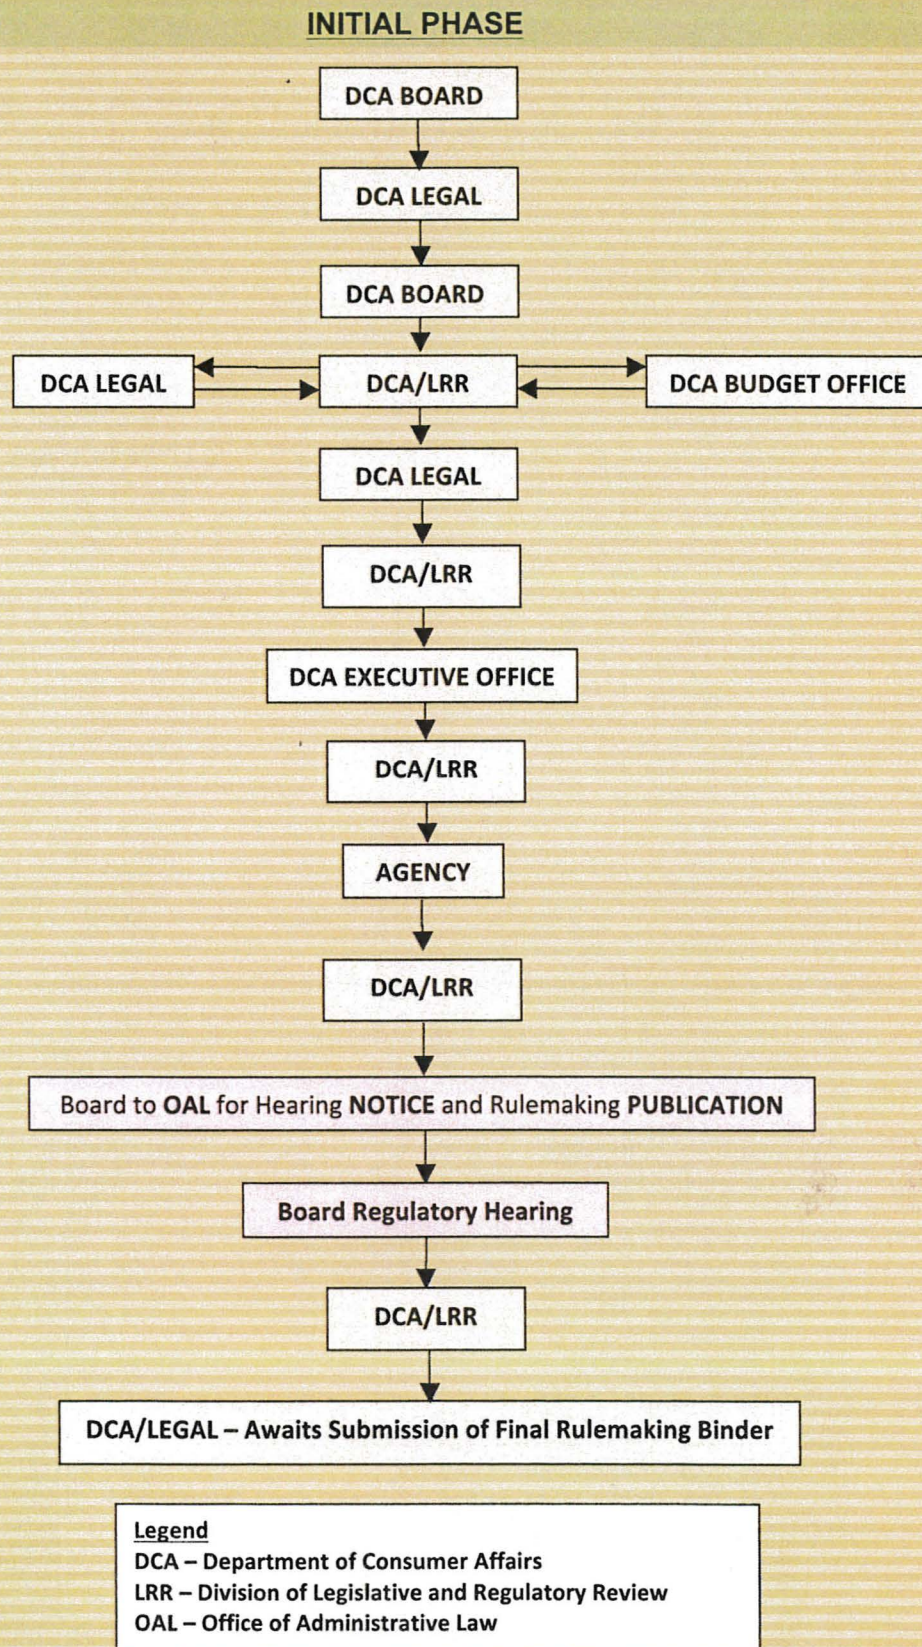 INITIAL PHASE
DCA BOARD
DCA LEGAL
DCA BOARD
DCA LEGAL
DCA/LRR
DCA BUDGET OFFICE
DCA LEGAL
DCA/LRR
DCA EXECUTIVE OFFICE
DCA/LRR
AGENCY
DCA/LRR
Board to OAL for Hearing NOTICE and Rulemaking PUBLICATION
Board Regulatory Hearing
DCA/LRR
DCA/LEGAL – Awaits Submission of Final Rulemaking Binder
Legend
DCA – Department of Consumer Affairs
LRR – Division of Legislative and Regulatory Review
OAL – Office of Administrative Law